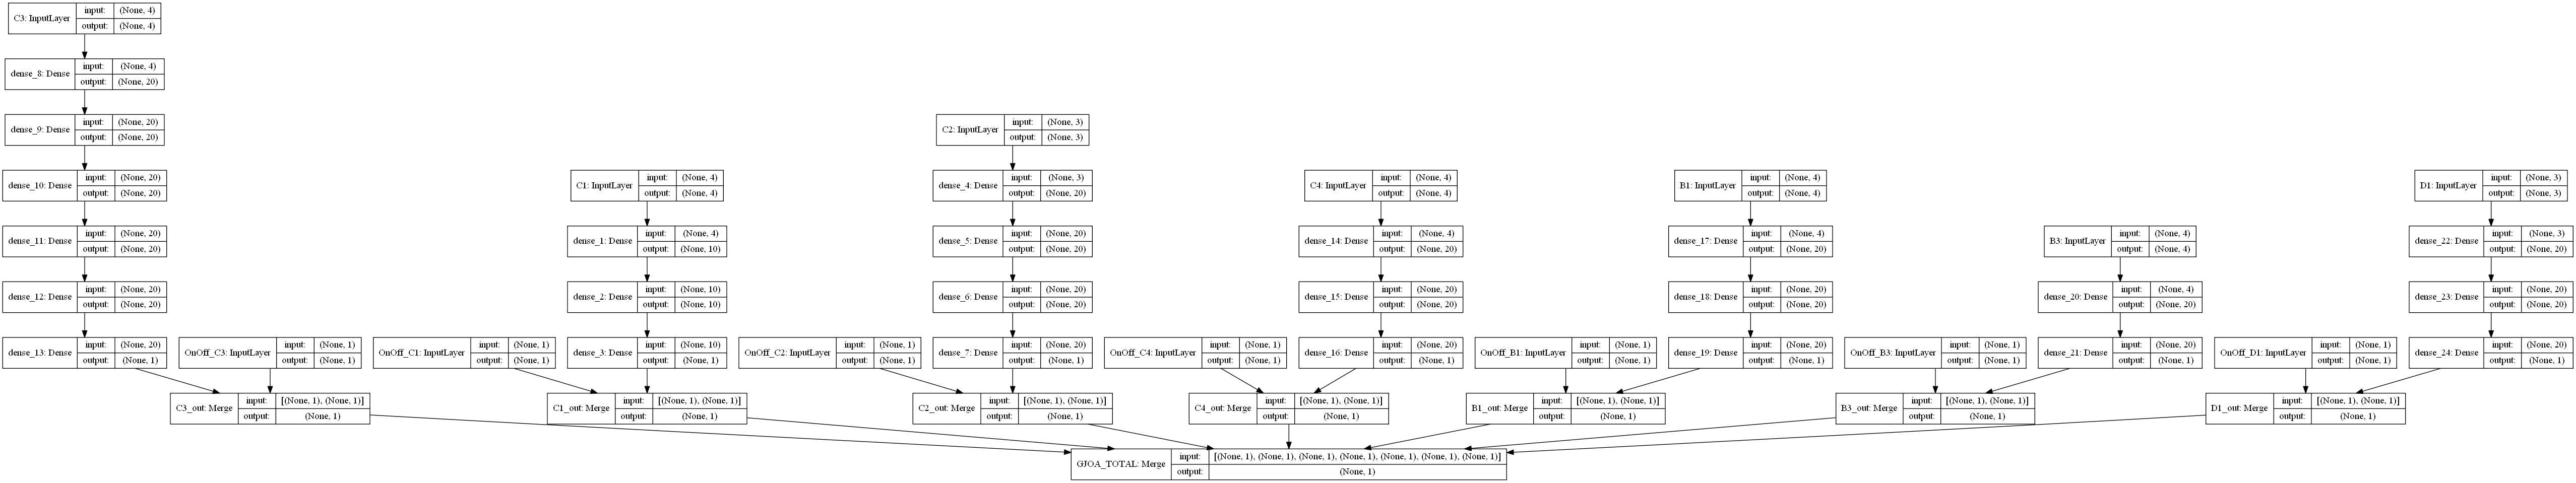 C3: InputLayer
input: (None, 4)
output: (None, 4)
dense_8: Dense
input: (None, 4)
output: (None, 20)
dense_9: Dense
input: (None, 20)
output: (None, 20)
dense_10: Dense
input: (None, 20)
output: (None, 20)
dense_11: Dense
input: (None, 20)
output: (None, 20)
dense_12: Dense
input: (None, 20)
output: (None, 20)
dense_13: Dense
input: (None, 20)
output: (None, 1)
OnOff_C3: InputLayer
input: (None, 1)
output: (None, 1)
C3_out: Merge
input: [(None, 1), (None, 1)]
output: (None, 1)
OnOff_C1: InputLayer
input: (None, 1)
output: (None, 1)
C1: InputLayer
input: (None, 4)
output: (None, 4)
dense_1: Dense
input: (None, 4)
output: (None, 10)
dense_2: Dense
input: (None, 10)
output: (None, 10)
dense_3: Dense
input: (None, 10)
output: (None, 1)
C1_out: Merge
input: [(None, 1), (None, 1)]
output: (None, 1)
OnOff_C2: InputLayer
input: (None, 1)
output: (None, 1)
C2: InputLayer
input: (None, 3)
output: (None, 3)
dense_4: Dense
input: (None, 3)
output: (None, 20)
dense_5: Dense
input: (None, 20)
output: (None, 20)
dense_6: Dense
input: (None, 20)
output: (None, 20)
dense_7: Dense
input: (None, 20)
output: (None, 1)
C2_out: Merge
input: [(None, 1), (None, 1)]
output: (None, 1)
OnOff_C4: InputLayer
input: (None, 1)
output: (None, 1)
C4: InputLayer
input: (None, 4)
output: (None, 4)
dense_14: Dense
input: (None, 4)
output: (None, 20)
dense_15: Dense
input: (None, 20)
output: (None, 20)
dense_16: Dense
input: (None, 20)
output: (None, 1)
C4_out: Merge
input: [(None, 1), (None, 1)]
output: (None, 1)
OnOff_B1: InputLayer
input: (None, 1)
output: (None, 1)
B1: InputLayer
input: (None, 4)
output: (None, 4)
dense_17: Dense
input: (None, 4)
output: (None, 20)
dense_18: Dense
input: (None, 20)
output: (None, 20)
dense_19: Dense
input: (None, 20)
output: (None, 1)
B1_out: Merge
input: [(None, 1), (None, 1)]
output: (None, 1)
OnOff_B3: InputLayer
input: (None, 1)
output: (None, 1)
B3: InputLayer
input: (None, 4)
output: (None, 4)
dense_20: Dense
input: (None, 4)
output: (None, 20)
dense_21: Dense
input: (None, 20)
output: (None, 1)
B3_out: Merge
input: [(None, 1), (None, 1)]
output: (None, 1)
OnOff_D1: InputLayer
input: (None, 1)
output: (None, 1)
D1: InputLayer
input: (None, 3)
output: (None, 3)
dense_22: Dense
input: (None, 3)
output: (None, 20)
dense_23: Dense
input: (None, 20)
output: (None, 20)
dense_24: Dense
input: (None, 20)
output: (None, 1)
D1_out: Merge
input: [(None, 1), (None, 1)]
output: (None, 1)
GJOA_TOTAL: Merge
input: [(None, 1), (None, 1), (None, 1), (None, 1), (None, 1), (None, 1), (None, 1)]
output: (None, 1)